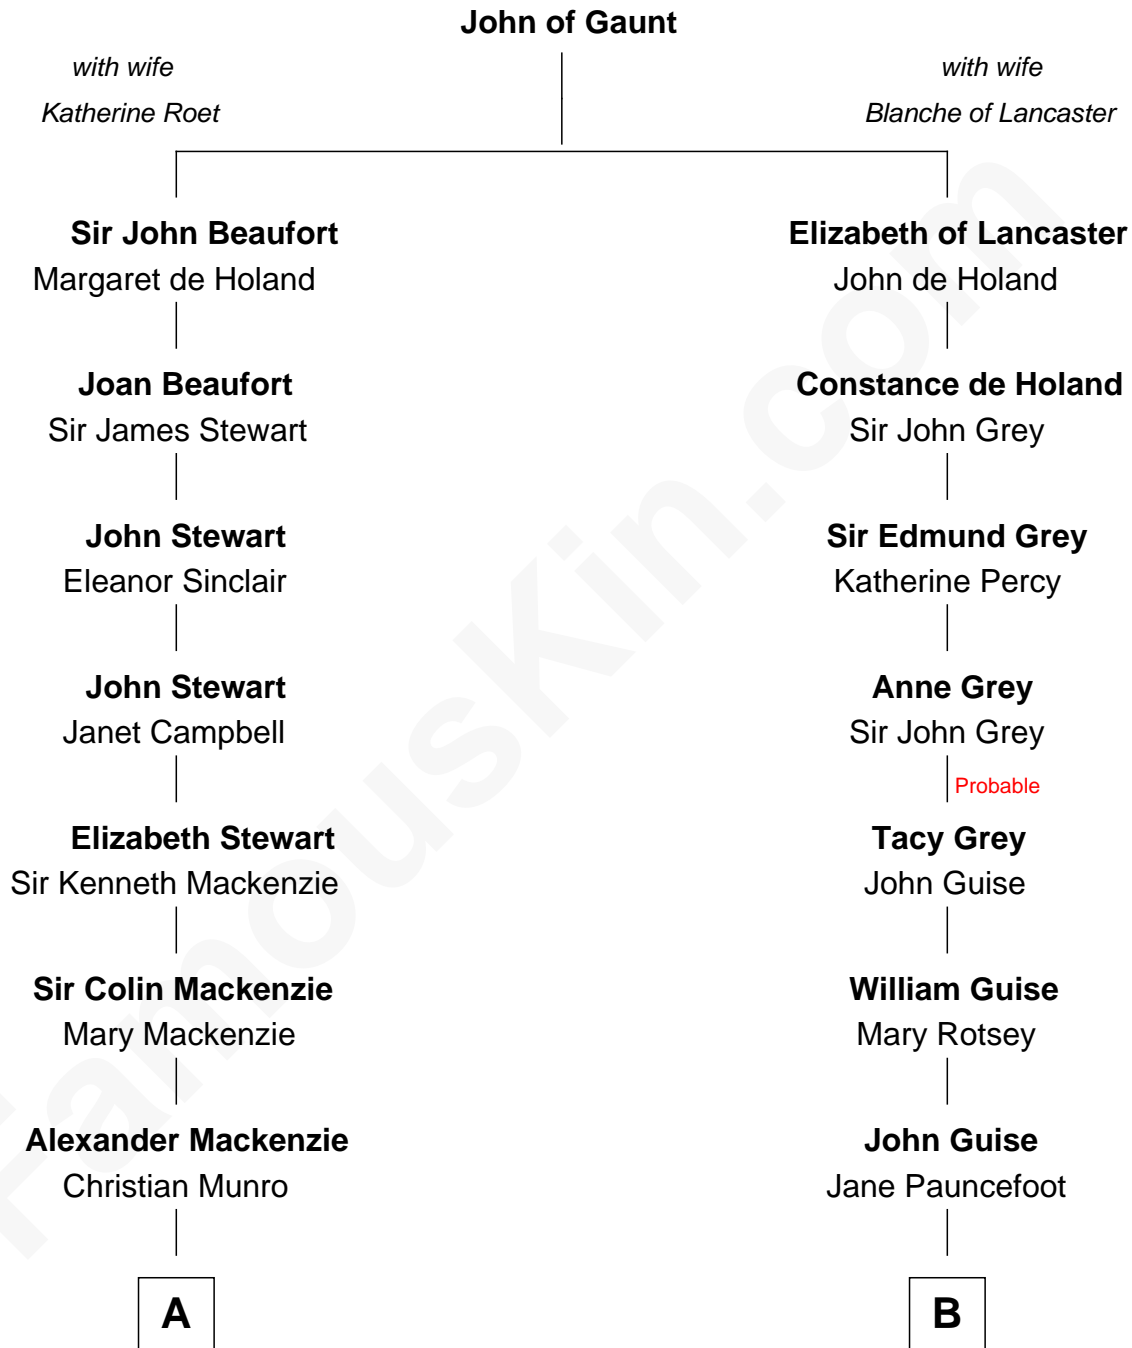 John of Gaunt
with wife
Katherine Roet
with wife
Blanche of Lancaster
Sir John Beaufort
Margaret de Holand
Elizabeth of Lancaster
John de Holand
Joan Beaufort
Sir James Stewart
Constance de Holand
Sir John Grey
John Stewart
Eleanor Sinclair
Sir Edmund Grey
Katherine Percy
John Stewart
Janet Campbell
Anne Grey
Sir John Grey
Probable
Elizabeth Stewart
Sir Kenneth Mackenzie
Tacy Grey
John Guise
Sir Colin Mackenzie
Mary Mackenzie
William Guise
Mary Rotsey
Alexander Mackenzie
Christian Munro
John Guise
Jane Pauncefoot
A
B
FamousKin.com